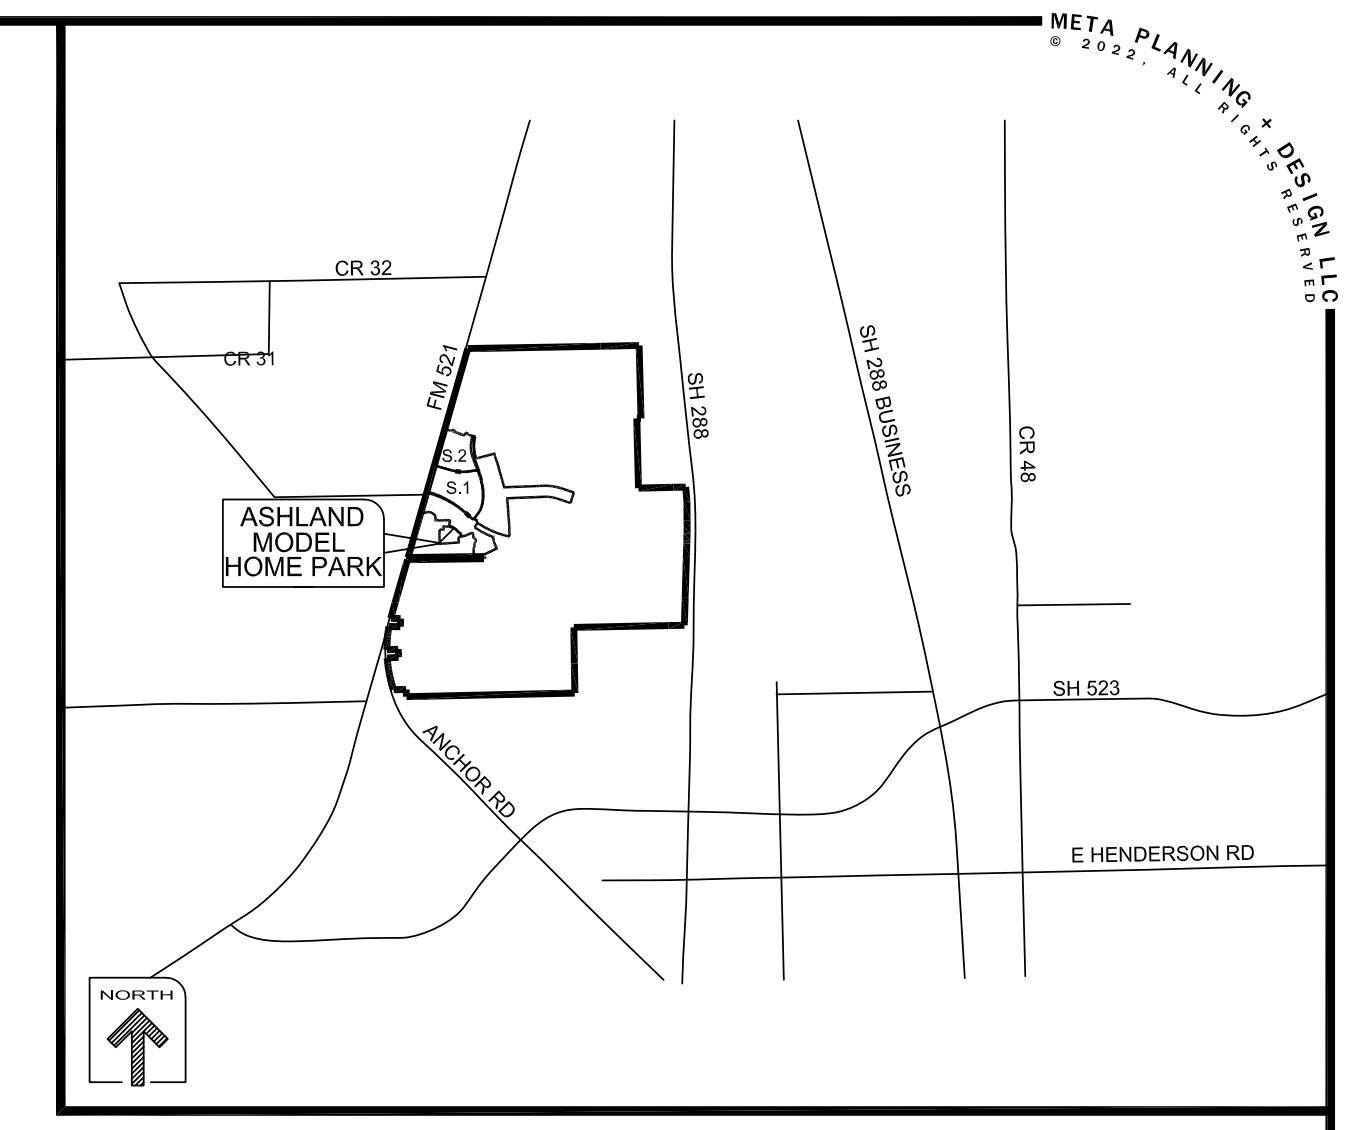 META PLANNING + DESIGN LLC
© 2022, ALL RIGHTS RESERVED
CR 32
CR 31
FM 521
SH 288
SH 288 BUSINESS
CR 48
S.2
S.1
ASHLAND
MODEL
HOME PARK
SH 523
ANCHOR RD
E HENDERSON RD
NORTH